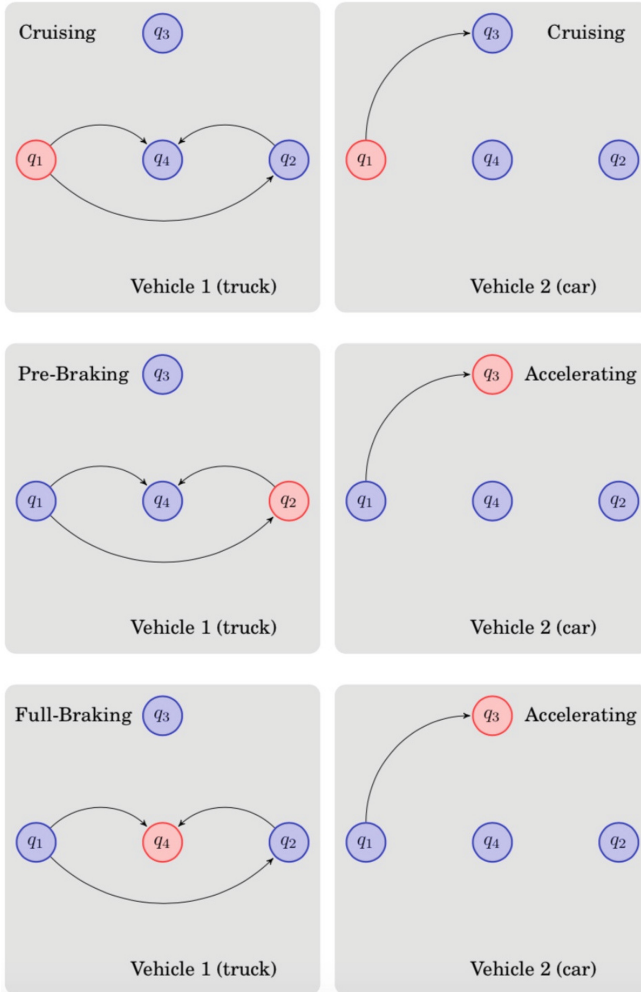 Cruising
q3
q1
q4
q2
Vehicle 1 (truck)
q3
Cruising
q1
q4
q2
Vehicle 2 (car)
Pre-Braking
q3
q1
q4
q2
Vehicle 1 (truck)
q3
Accelerating
q1
q4
q2
Vehicle 2 (car)
Full-Braking
q3
q1
q4
q2
Vehicle 1 (truck)
q3
Accelerating
q1
q4
q2
Vehicle 2 (car)